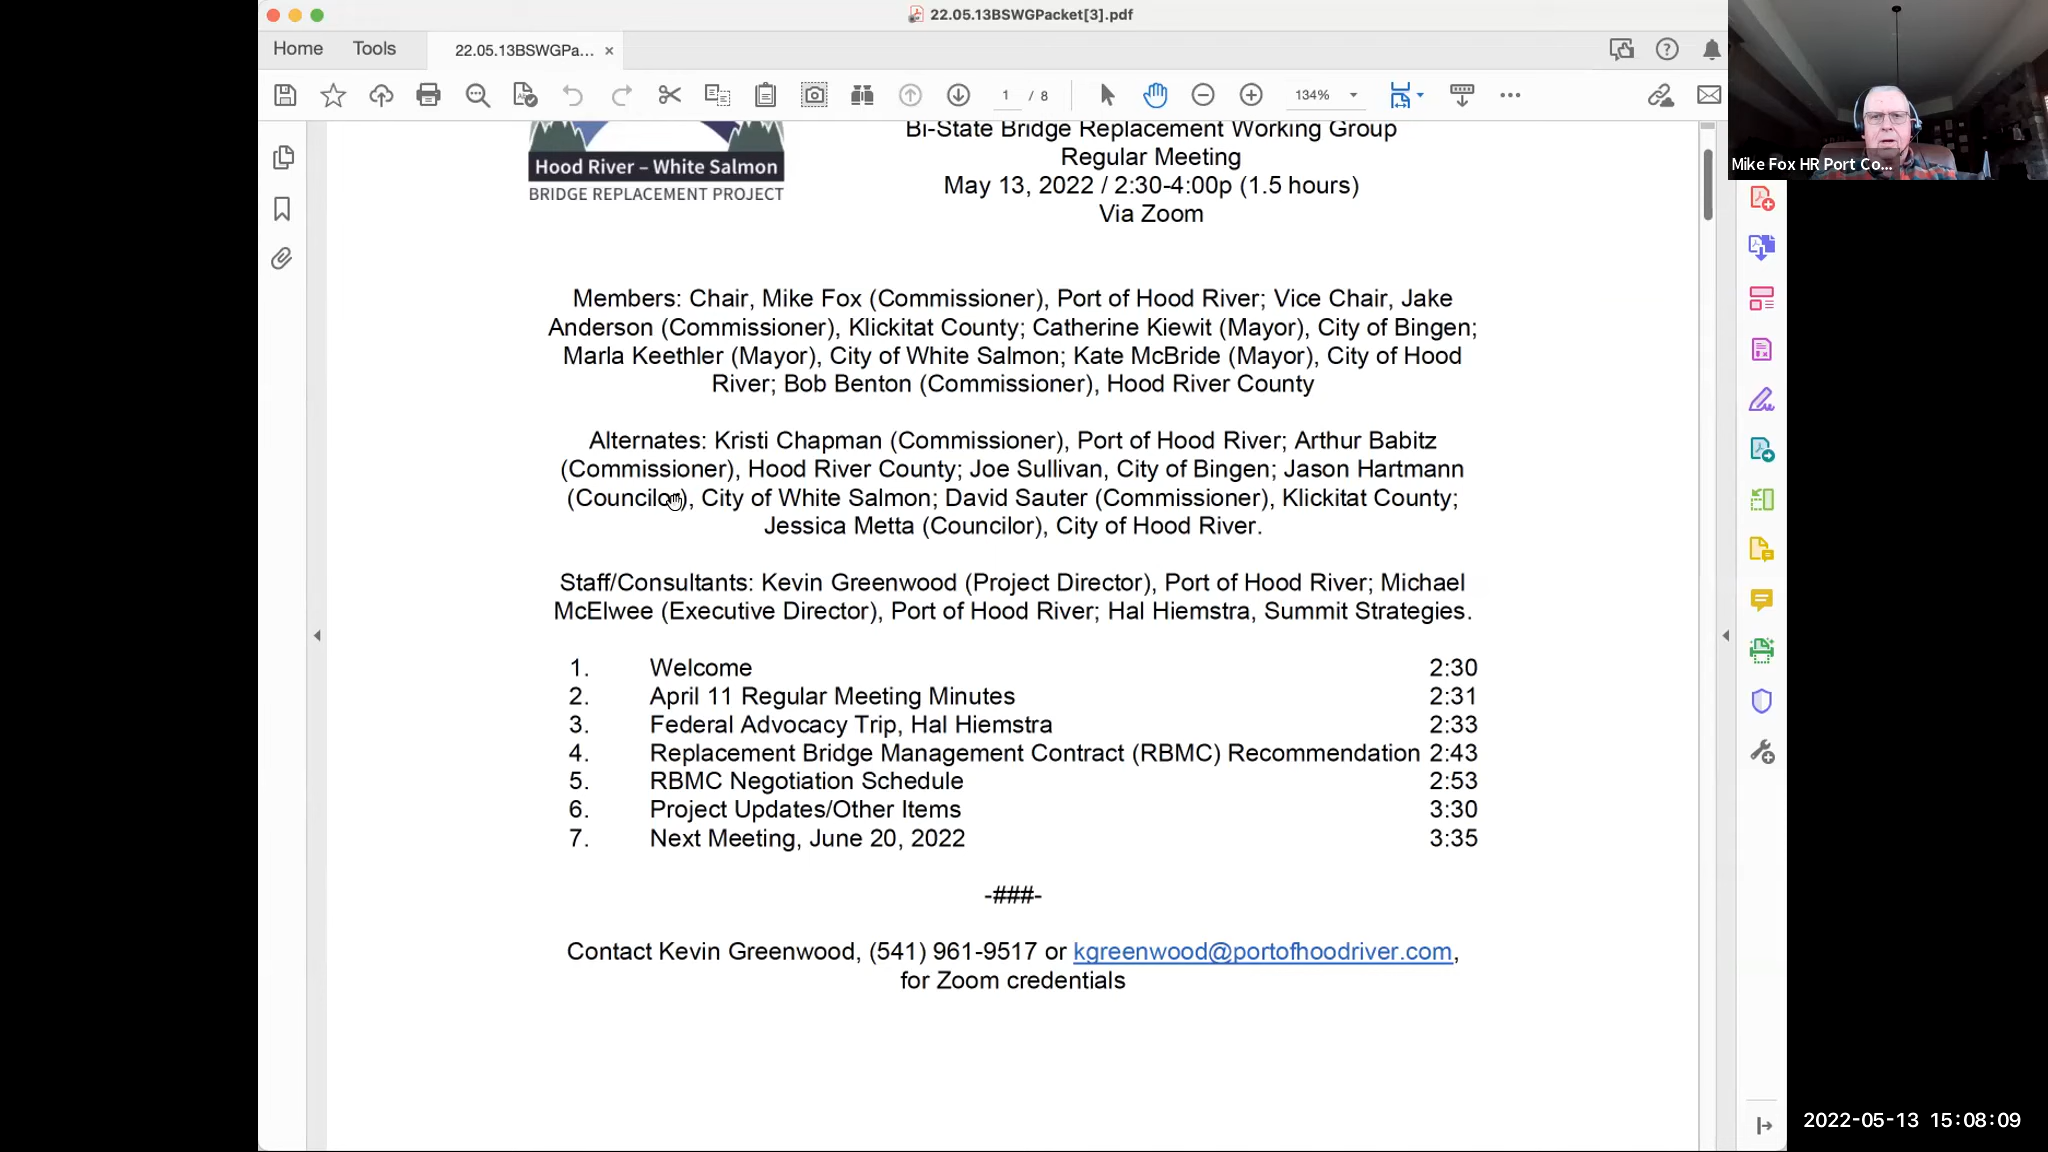 22.05.13BSWGPacket[3].pdf
Home Tools 22.05.13BSWGPa... ×
1 / 8 134%
Mike Fox HR Port Co...
Hood River – White Salmon
BRIDGE REPLACEMENT PROJECT
Bi-State Bridge Replacement Working Group
Regular Meeting
May 13, 2022 / 2:30-4:00p (1.5 hours)
Via Zoom
Members: Chair, Mike Fox (Commissioner), Port of Hood River; Vice Chair, Jake
Anderson (Commissioner), Klickitat County; Catherine Kiewit (Mayor), City of Bingen;
Marla Keethler (Mayor), City of White Salmon; Kate McBride (Mayor), City of Hood
River; Bob Benton (Commissioner), Hood River County
Alternates: Kristi Chapman (Commissioner), Port of Hood River; Arthur Babitz
(Commissioner), Hood River County; Joe Sullivan, City of Bingen; Jason Hartmann
(Councilor), City of White Salmon; David Sauter (Commissioner), Klickitat County;
Jessica Metta (Councilor), City of Hood River.
Staff/Consultants: Kevin Greenwood (Project Director), Port of Hood River; Michael
McElwee (Executive Director), Port of Hood River; Hal Hiemstra, Summit Strategies.
1. Welcome 2:30
2. April 11 Regular Meeting Minutes 2:31
3. Federal Advocacy Trip, Hal Hiemstra 2:33
4. Replacement Bridge Management Contract (RBMC) Recommendation 2:43
5. RBMC Negotiation Schedule 2:53
6. Project Updates/Other Items 3:30
7. Next Meeting, June 20, 2022 3:35
-###-
Contact Kevin Greenwood, (541) 961-9517 or kgreenwood@portofhoodriver.com,
for Zoom credentials
2022-05-13 15:08:09